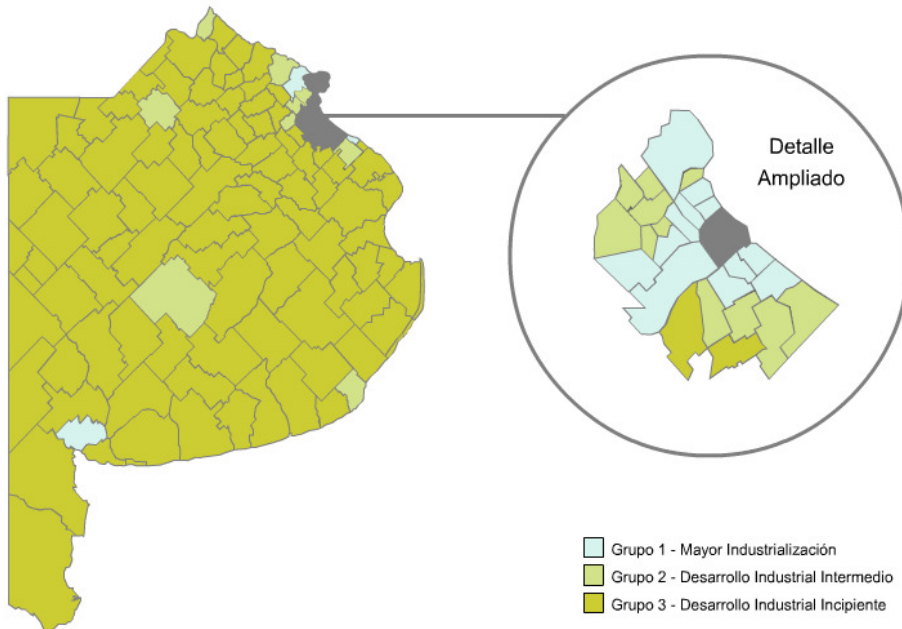 Detalle
Ampliado
Grupo 1 - Mayor Industrialización
Grupo 2 - Desarrollo Industrial Intermedio
Grupo 3 - Desarrollo Industrial Incipiente